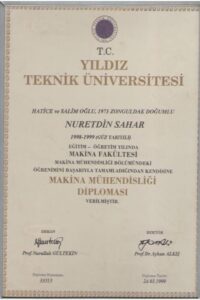 T.C.
YILDIZ
TEKNİK ÜNİVERSİTESİ
HATİCE ve SALİM OĞLU, 1971-ZONGULDAK DOĞUMLU
NURETDİN SAHAR
1998-1999 (GÜZ YARIYILI)
EĞİTİM – ÖĞRETİM YILINDA
MAKİNA FAKÜLTESİ
MAKİNA MÜHENDİSLİĞİ BÖLÜMÜNDEKİ
ÖĞRENİMİNİ BAŞARIYLA TAMAMLADIĞINDAN KENDİSİNE
MAKİNA MÜHENDİSLİĞİ
DİPLOMASI
VERİLMİŞTİR.
DEKAN
REKTÖR
Prof. Nurullah GÜLTEKİN
Prof. Dr. Ayhan ALKIŞ